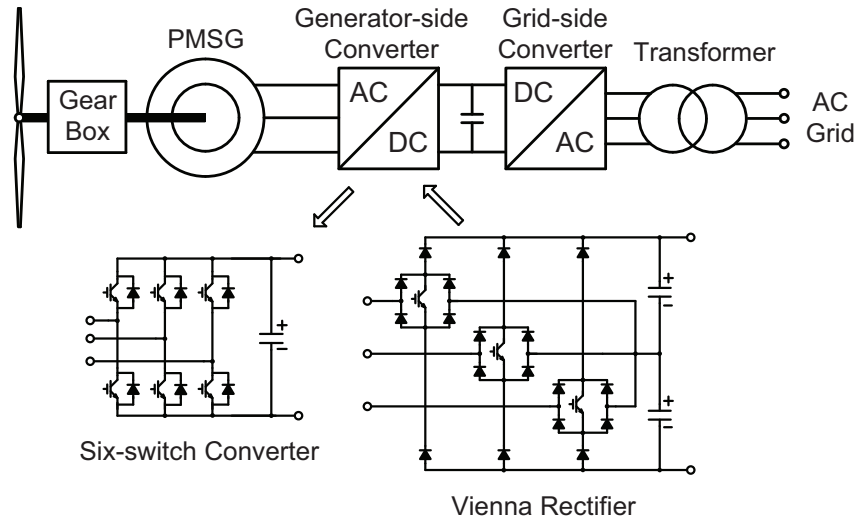 Generator-side
Converter
Grid-side
Converter
PMSG
Transformer
Gear
Box
AC
DC
DC
AC
AC
Grid
+
−
+
−
+
−
Six-switch Converter
Vienna Rectifier